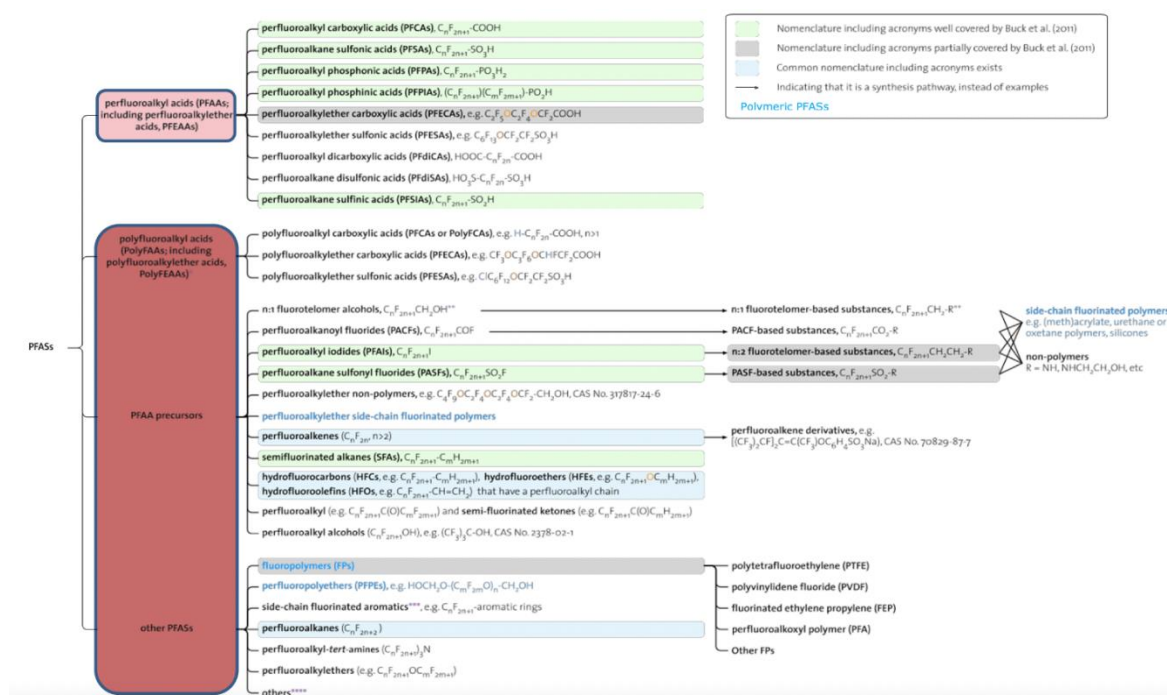 perfluoroalkyl carboxylic acids (PFCAs), CₙF₂ₙ₊₁-COOH
perfluoroalkane sulfonic acids (PFSAs), CₙF₂ₙ₊₁-SO₃H
perfluoroalkyl phosphonic acids (PFPAs), CₙF₂ₙ₊₁-PO₃H₂
perfluoroalkyl phosphinic acids (PFPIAs), (CₙF₂ₙ₊₁)(CₘF₂ₘ₊₁)-PO₂H
perfluoroalkylether carboxylic acids (PFECAs), e.g. C₂F₅OC₂F₄OCF₂COOH
perfluoroalkylether sulfonic acids (PFESAs), e.g. C₆F₁₃OCF₂CF₂SO₃H
perfluoroalkyl dicarboxylic acids (PFdiCAs), HOOC-CₙF₂ₙ-COOH
perfluoroalkane disulfonic acids (PFdiSAs), HO₃S-CₙF₂ₙ-SO₃H
perfluoroalkane sulfinic acids (PFSIAs), CₙF₂ₙ₊₁-SO₂H
Nomenclature including acronyms well covered by Buck et al. (2011)
Nomenclature including acronyms partially covered by Buck et al. (2011)
Common nomenclature including acronyms exists
Indicating that it is a synthesis pathway, instead of examples
Polymeric PFASs
perfluoroalkyl acids (PFAAs;
including perfluoroalkylether
acids, PFEAAs)
PFASs
polyfluoroalkyl acids
(PolyFAAs; including
polyfluoroalkylether acids,
PolyFEAAs)
polyfluoroalkyl carboxylic acids (PFCAs or PolyFCAs), e.g. H-CₙF₂ₙ-COOH, n>1
polyfluoroalkylether carboxylic acids (PFECAs), e.g. CF₃OC₃F₆OCHFCF₂COOH
polyfluoroalkylether sulfonic acids (PFESAs), e.g. ClC₆F₁₂OCF₂CF₂SO₃H
PFAA precursors
n:1 fluorotelomer alcohols, CₙF₂ₙ₊₁CH₂OH**
n:1 fluorotelomer-based substances, CₙF₂ₙ₊₁CH₂-R**
perfluoroalkanoyl fluorides (PACFs), CₙF₂ₙ₊₁COF
PACF-based substances, CₙF₂ₙ₊₁CO₂-R
perfluoroalkyl iodides (PFAIs), CₙF₂ₙ₊₁I
n:2 fluorotelomer-based substances, CₙF₂ₙ₊₁CH₂CH₂-R
perfluoroalkane sulfonyl fluorides (PASFs), CₙF₂ₙ₊₁SO₂F
PASF-based substances, CₙF₂ₙ₊₁SO₂-R
side-chain fluorinated polymers
e.g. (meth)acrylate, urethane or
oxetane polymers, silicones
non-polymers
R = NH, NHCH₂CH₂OH, etc
perfluoroalkylether non-polymers, e.g. C₄F₉OC₂F₄OC₂F₄OCF₂-CH₂OH, CAS No. 317817-24-6
perfluoroalkylether side-chain fluorinated polymers
perfluoroalkenes (CₙF₂ₙ, n>2)
perfluoroalkene derivatives, e.g.
[(CF₃)₂CF]₂C=C(CF₃)OC₆H₄SO₃Na), CAS No. 70829-87-7
semifluorinated alkanes (SFAs), CₙF₂ₙ₊₁-CₘH₂ₘ₊₁
hydrofluorocarbons (HFCs, e.g. CₙF₂ₙ₊₁-CₘH₂ₘ₊₁), hydrofluoroethers (HFEs, e.g. CₙF₂ₙ₊₁OCₘH₂ₘ₊₁),
hydrofluoroolefins (HFOs, e.g. CₙF₂ₙ₊₁-CH=CH₂) that have a perfluoroalkyl chain
perfluoroalkyl (e.g. CₙF₂ₙ₊₁C(O)CₘF₂ₘ₊₁) and semi-fluorinated ketones (e.g. CₙF₂ₙ₊₁C(O)CₘH₂ₘ₊₁)
perfluoroalkyl alcohols (CₙF₂ₙ₊₁OH), e.g. (CF₃)₃C-OH, CAS No. 2378-02-1
other PFASs
fluoropolymers (FPs)
perfluoropolyethers (PFPEs), e.g. HOCH₂O-(CₘF₂ₘO)ₙ-CH₂OH
side-chain fluorinated aromatics***, e.g. CₙF₂ₙ₊₁-aromatic rings
perfluoroalkanes (CₙF₂ₙ₊₂)
perfluoroalkyl-tert-amines (CₙF₂ₙ₊₁)₃N
perfluoroalkylethers (e.g. CₙF₂ₙ₊₁OCₘF₂ₘ₊₁)
others****
polytetrafluoroethylene (PTFE)
polyvinylidene fluoride (PVDF)
fluorinated ethylene propylene (FEP)
perfluoroalkoxyl polymer (PFA)
Other FPs